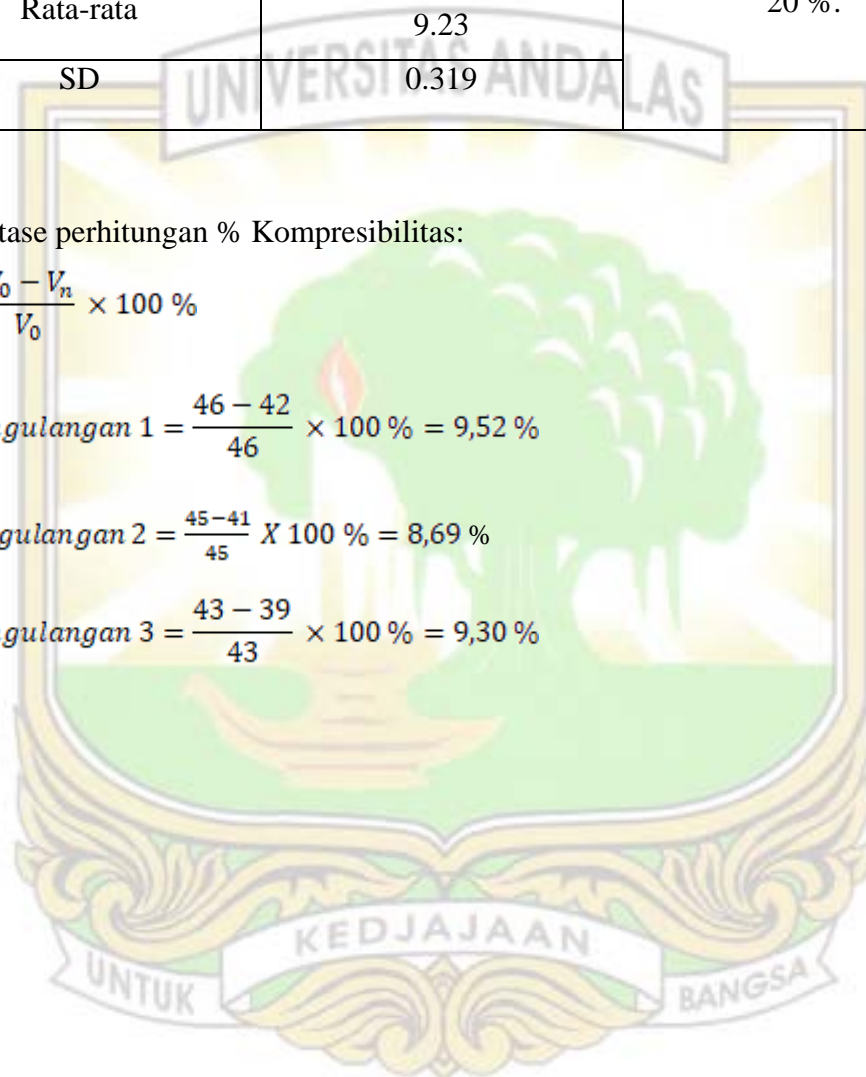 Rata-rata 9.23 20 %.
SD 0.319
UNIVERSITAS ANDALAS
tase perhitungan % Kompresibilitas:
− Vₙ / V₀ × 100 %
gulangan 1 = 46 − 42 / 46 × 100 % = 9,52 %
gulangan 2 = 45−41 / 45 X 100 % = 8,69 %
gulangan 3 = 43 − 39 / 43 × 100 % = 9,30 %
KEDJAJAAN
UNTUK BANGSA